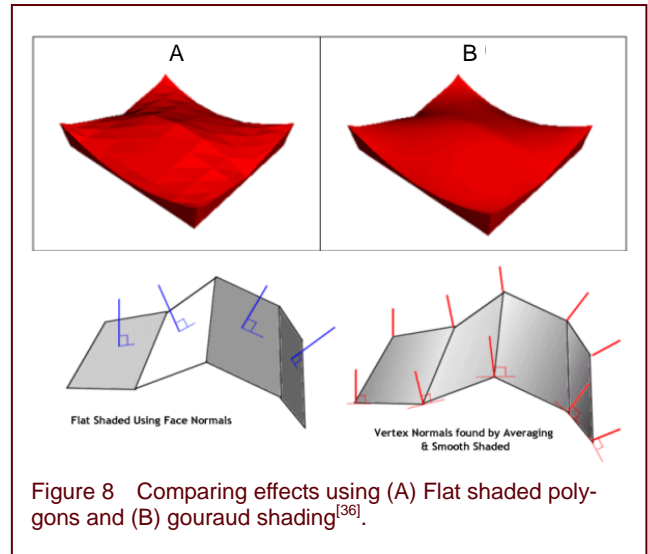 A
B
Flat Shaded Using Face Normals
Vertex Normals found by Averaging
& Smooth Shaded
Figure 8 Comparing effects using (A) Flat shaded poly-
gons and (B) gouraud shading[36].